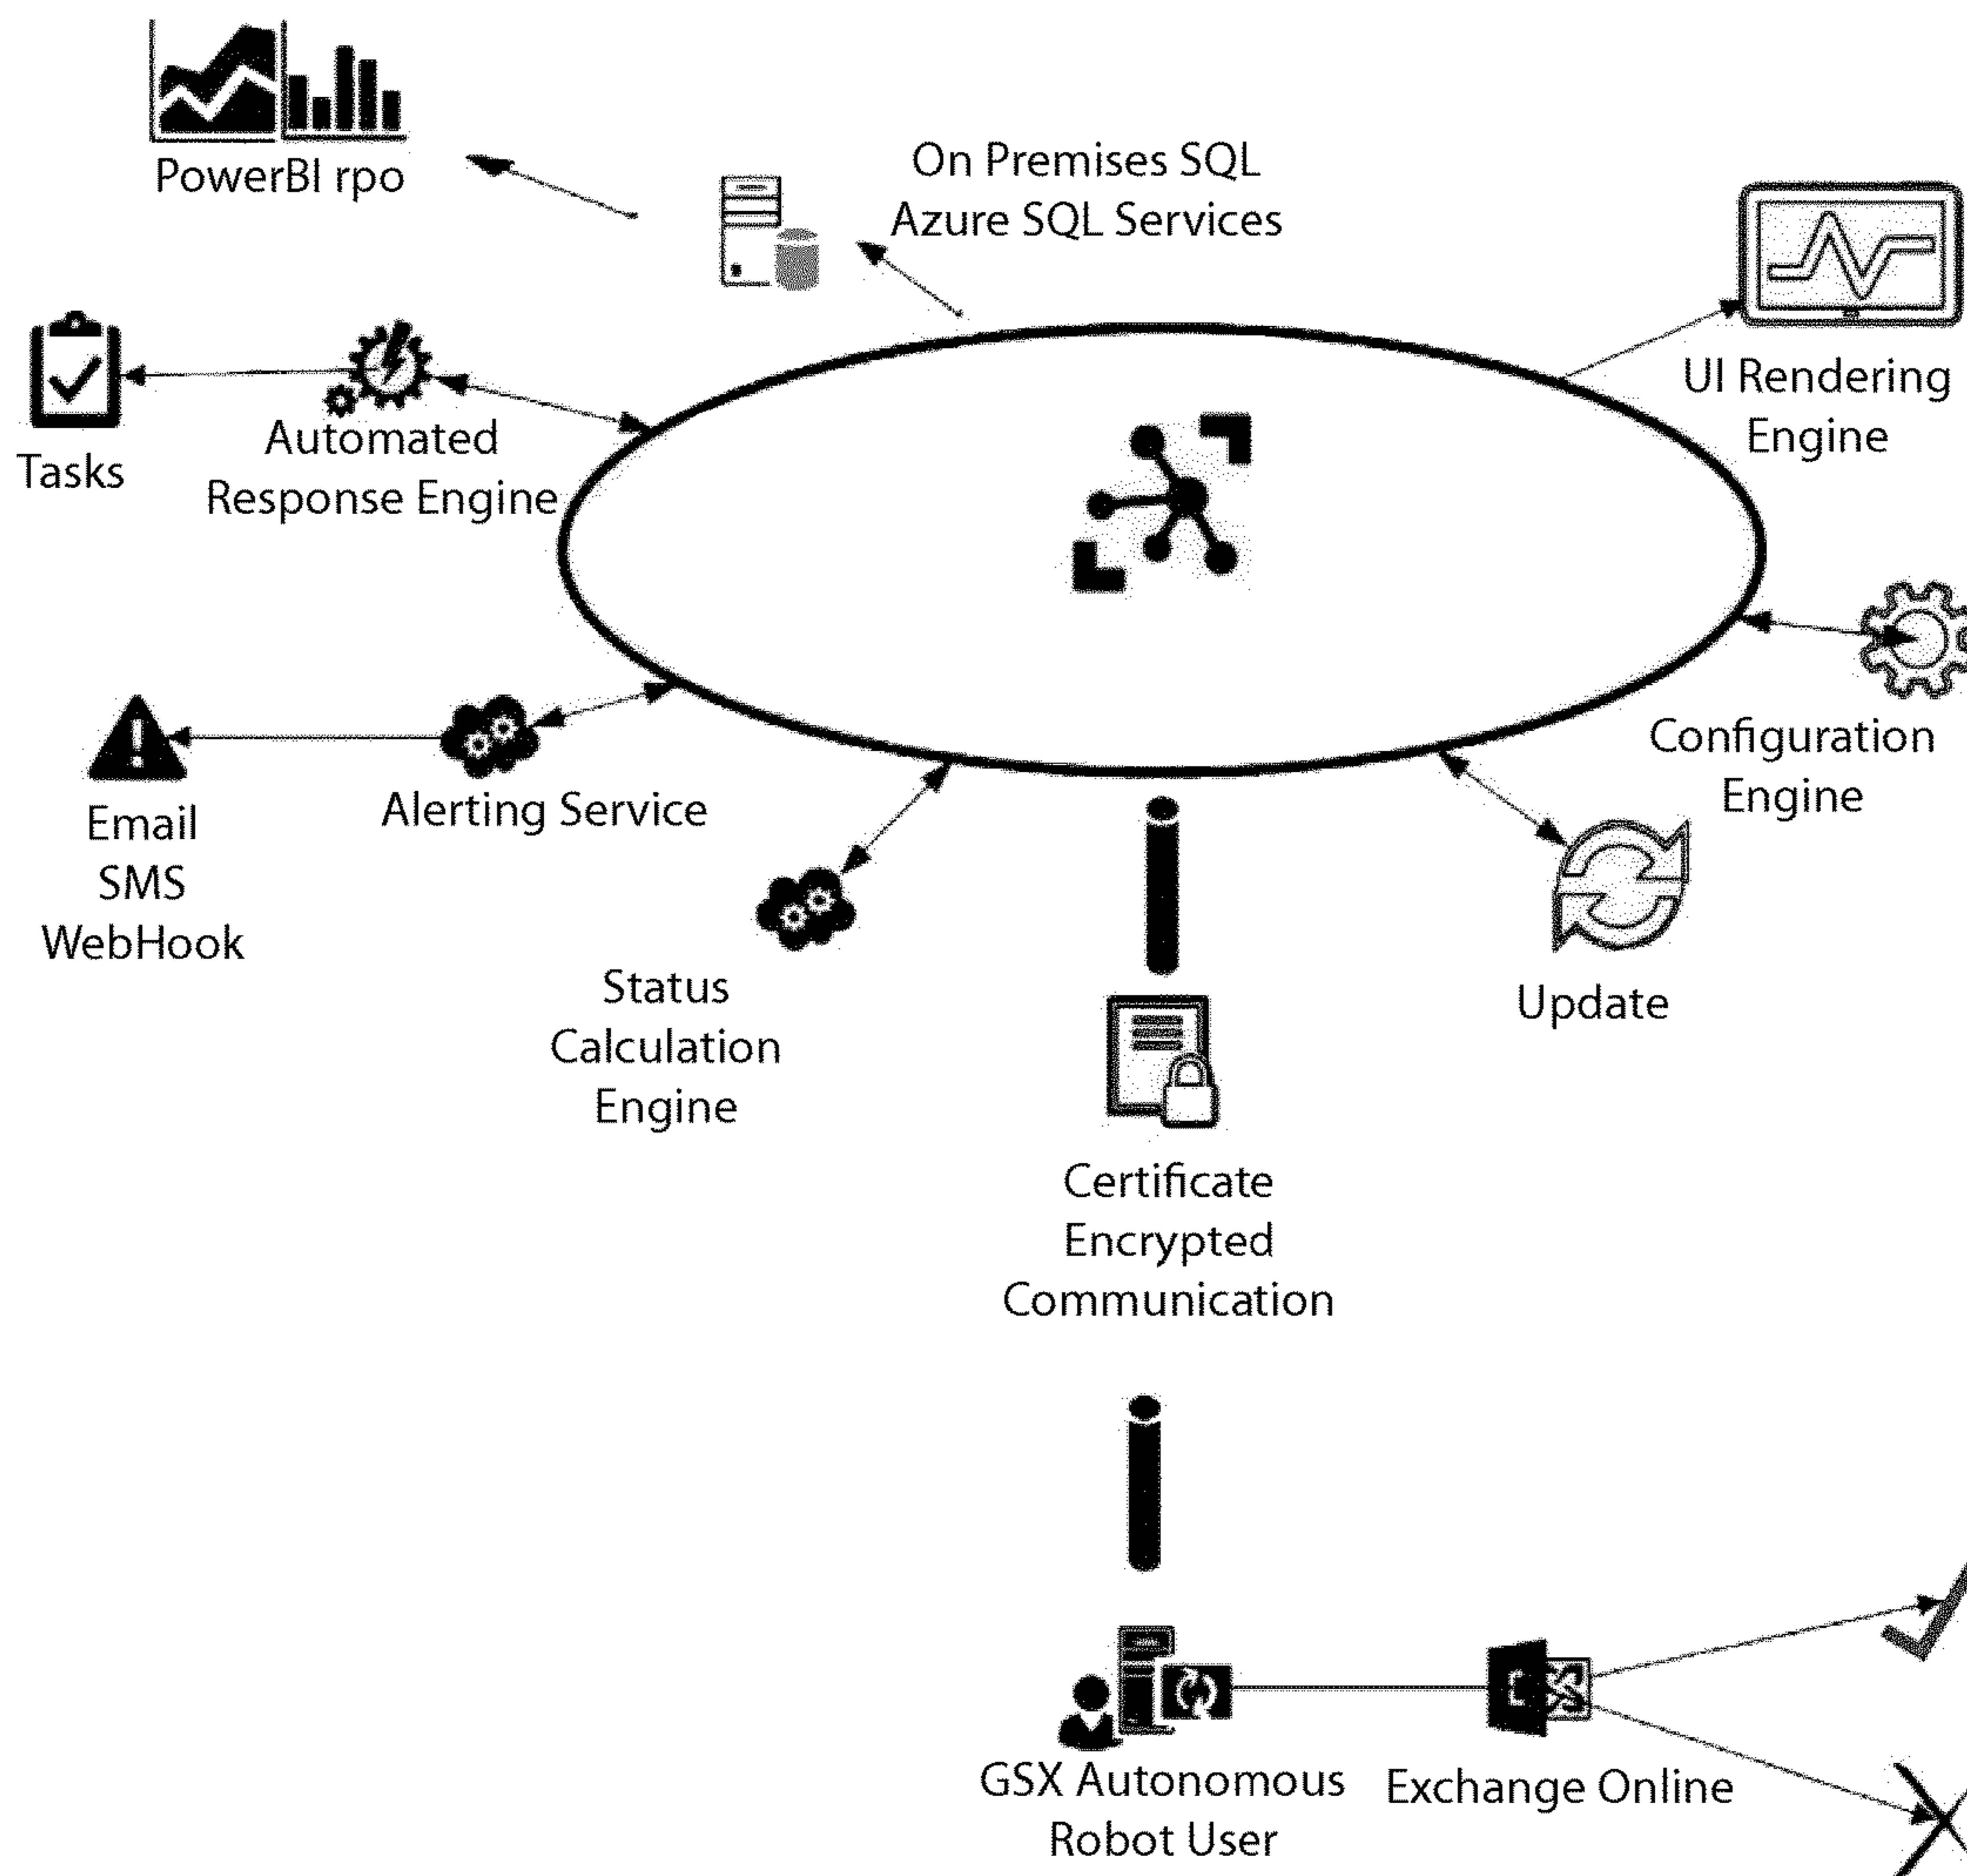 PowerBI rpo
On Premises SQL
Azure SQL Services
UI Rendering
Engine
Tasks
Automated
Response Engine
Configuration
Engine
Email
SMS
WebHook
Alerting Service
Status
Calculation
Engine
Update
Certificate
Encrypted
Communication
GSX Autonomous
Robot User
Exchange Online